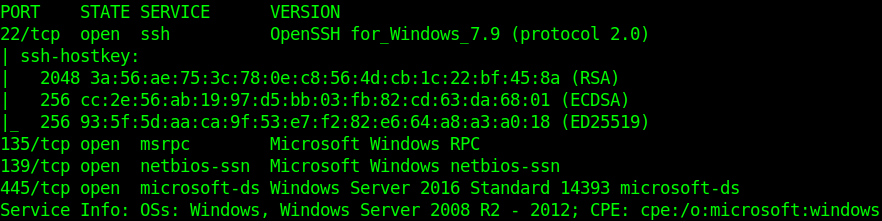 PORT    STATE SERVICE      VERSION
22/tcp  open  ssh          OpenSSH for_Windows_7.9 (protocol 2.0)
| ssh-hostkey:
|   2048 3a:56:ae:75:3c:78:0e:c8:56:4d:cb:1c:22:bf:45:8a (RSA)
|   256 cc:2e:56:ab:19:97:d5:bb:03:fb:82:cd:63:da:68:01 (ECDSA)
|_  256 93:5f:5d:aa:ca:9f:53:e7:f2:82:e6:64:a8:a3:a0:18 (ED25519)
135/tcp open  msrpc        Microsoft Windows RPC
139/tcp open  netbios-ssn  Microsoft Windows netbios-ssn
445/tcp open  microsoft-ds Windows Server 2016 Standard 14393 microsoft-ds
Service Info: OSs: Windows, Windows Server 2008 R2 - 2012; CPE: cpe:/o:microsoft:windows